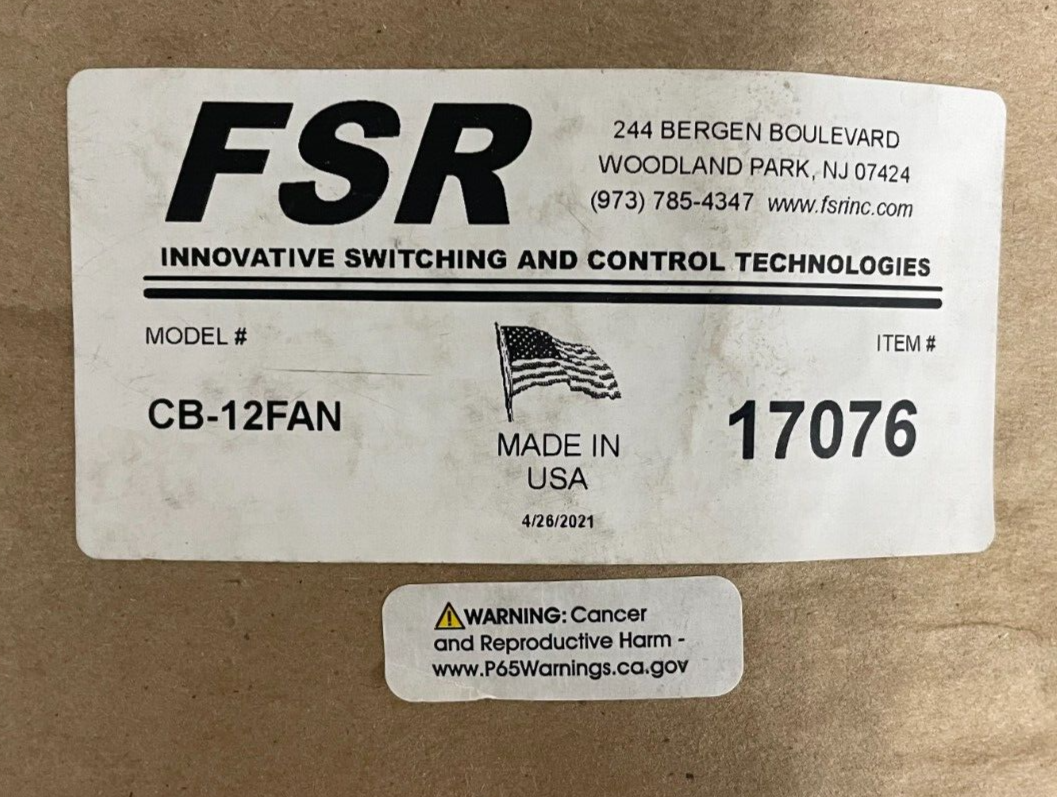 FSR
244 BERGEN BOULEVARD
WOODLAND PARK, NJ 07424
(973) 785-4347 www.fsrinc.com
INNOVATIVE SWITCHING AND CONTROL TECHNOLOGIES
MODEL #
ITEM #
CB-12FAN
17076
MADE IN
USA
4/26/2021
WARNING: Cancer
and Reproductive Harm -
www.P65Warnings.ca.gov